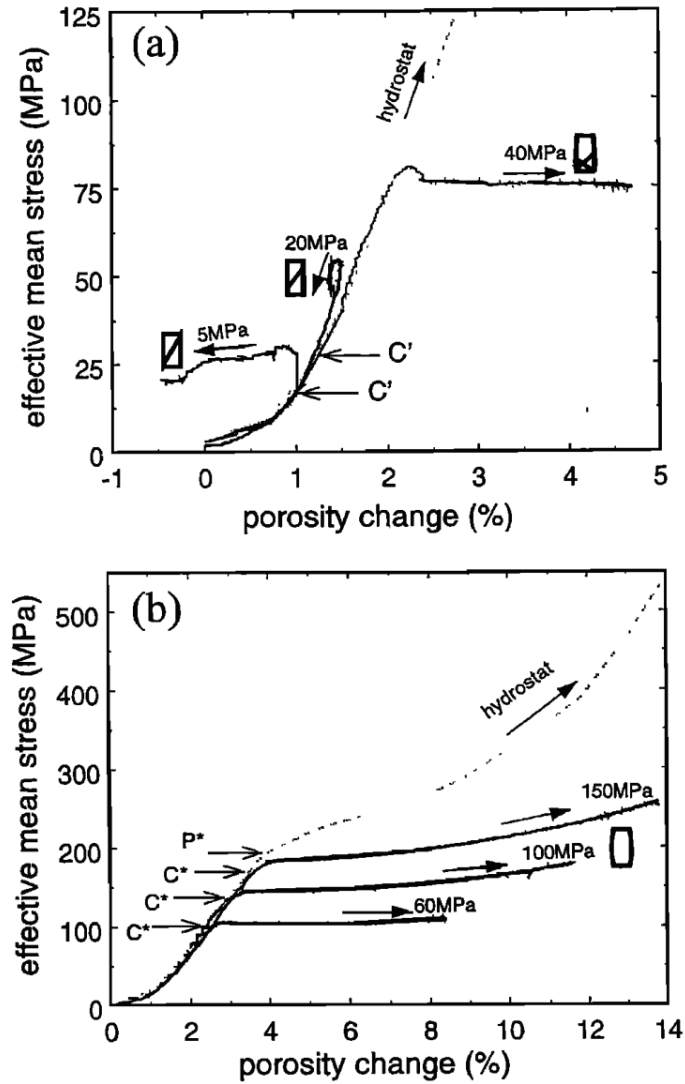 (a)
125
100
75
50
25
0
effective mean stress (MPa)
hydrostat
40MPa
20MPa
5MPa
C'
C'
-1 0 1 2 3 4 5
porosity change (%)
(b)
500
400
300
200
100
0
effective mean stress (MPa)
hydrostat
150MPa
P*
C*
100MPa
C*
60MPa
C*
0 2 4 6 8 10 12 14
porosity change (%)